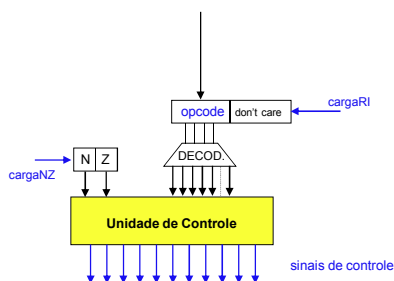 cargaRI
opcode don't care
N Z
DECOD.
cargaNZ
Unidade de Controle
sinais de controle